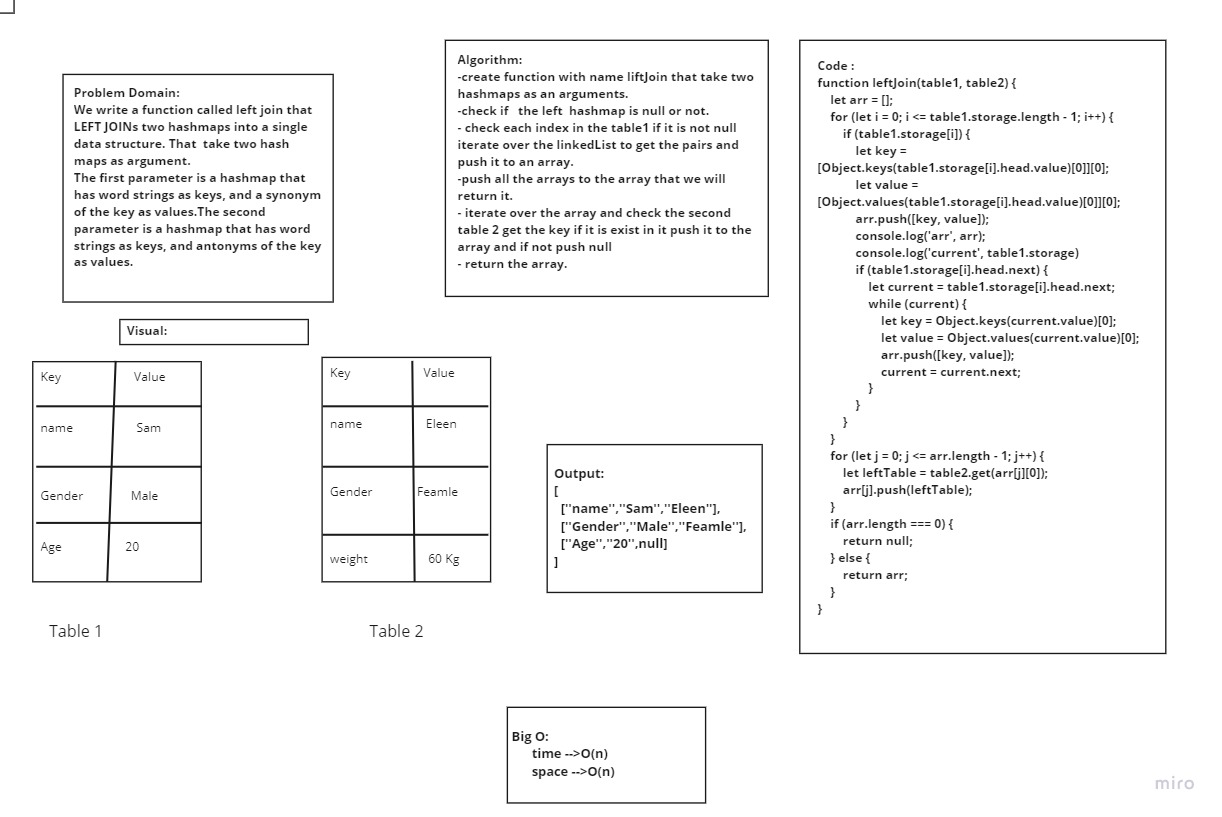 Problem Domain:
We write a function called left join that
LEFT JOINs two hashmaps into a single
data structure. That  take two hash
maps as argument.
The first parameter is a hashmap that
has word strings as keys, and a synonym
of the key as values.The second
parameter is a hashmap that has word
strings as keys, and antonyms of the key
as values.
Algorithm:
-create function with name liftJoin that take two
hashmaps as an arguments.
-check if   the left  hashmap is null or not.
- check each index in the table1 if it is not null
iterate over the linkedList to get the pairs and
push it to an array.
-push all the arrays to the array that we will
return it.
- iterate over the array and check the second
table 2 get the key if it is exist in it push it to the
array and if not push null
- return the array.
Code :
function leftJoin(table1, table2) {
let arr = [];
for (let i = 0; i <= table1.storage.length - 1; i++) {
if (table1.storage[i]) {
let key =
[Object.keys(table1.storage[i].head.value)[0]][0];
let value =
[Object.values(table1.storage[i].head.value)[0]][0];
arr.push([key, value]);
console.log('arr', arr);
console.log('current', table1.storage)
if (table1.storage[i].head.next) {
let current = table1.storage[i].head.next;
while (current) {
let key = Object.keys(current.value)[0];
let value = Object.values(current.value)[0];
arr.push([key, value]);
current = current.next;
}
}
}
}
for (let j = 0; j <= arr.length - 1; j++) {
let leftTable = table2.get(arr[j][0]);
arr[j].push(leftTable);
}
if (arr.length === 0) {
return null;
} else {
return arr;
}
}
Visual:
Key Value
name Sam
Gender Male
Age 20
Table 1
Key Value
name Eleen
Gender Feamle
weight 60 Kg
Table 2
Output:
[
[''name'',''Sam'',''Eleen''],
[''Gender'',''Male'',''Feamle''],
[''Age'',''20'',null]
]
Big O:
time -->O(n)
space -->O(n)
miro